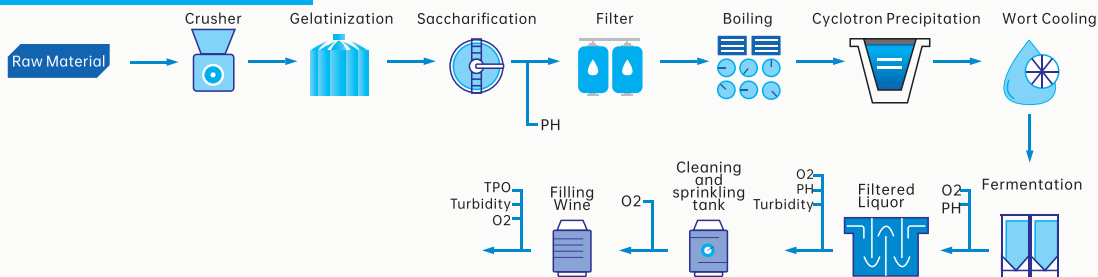 Crusher
Gelatinization
Saccharification
Filter
Boiling
Cyclotron Precipitation
Wort Cooling
Raw Material
PH
Fermentation
O2
PH
Filtered
Liquor
O2
PH
Turbidity
Cleaning
and
sprinkling
tank
O2
Filling
Wine
TPO
Turbidity
O2